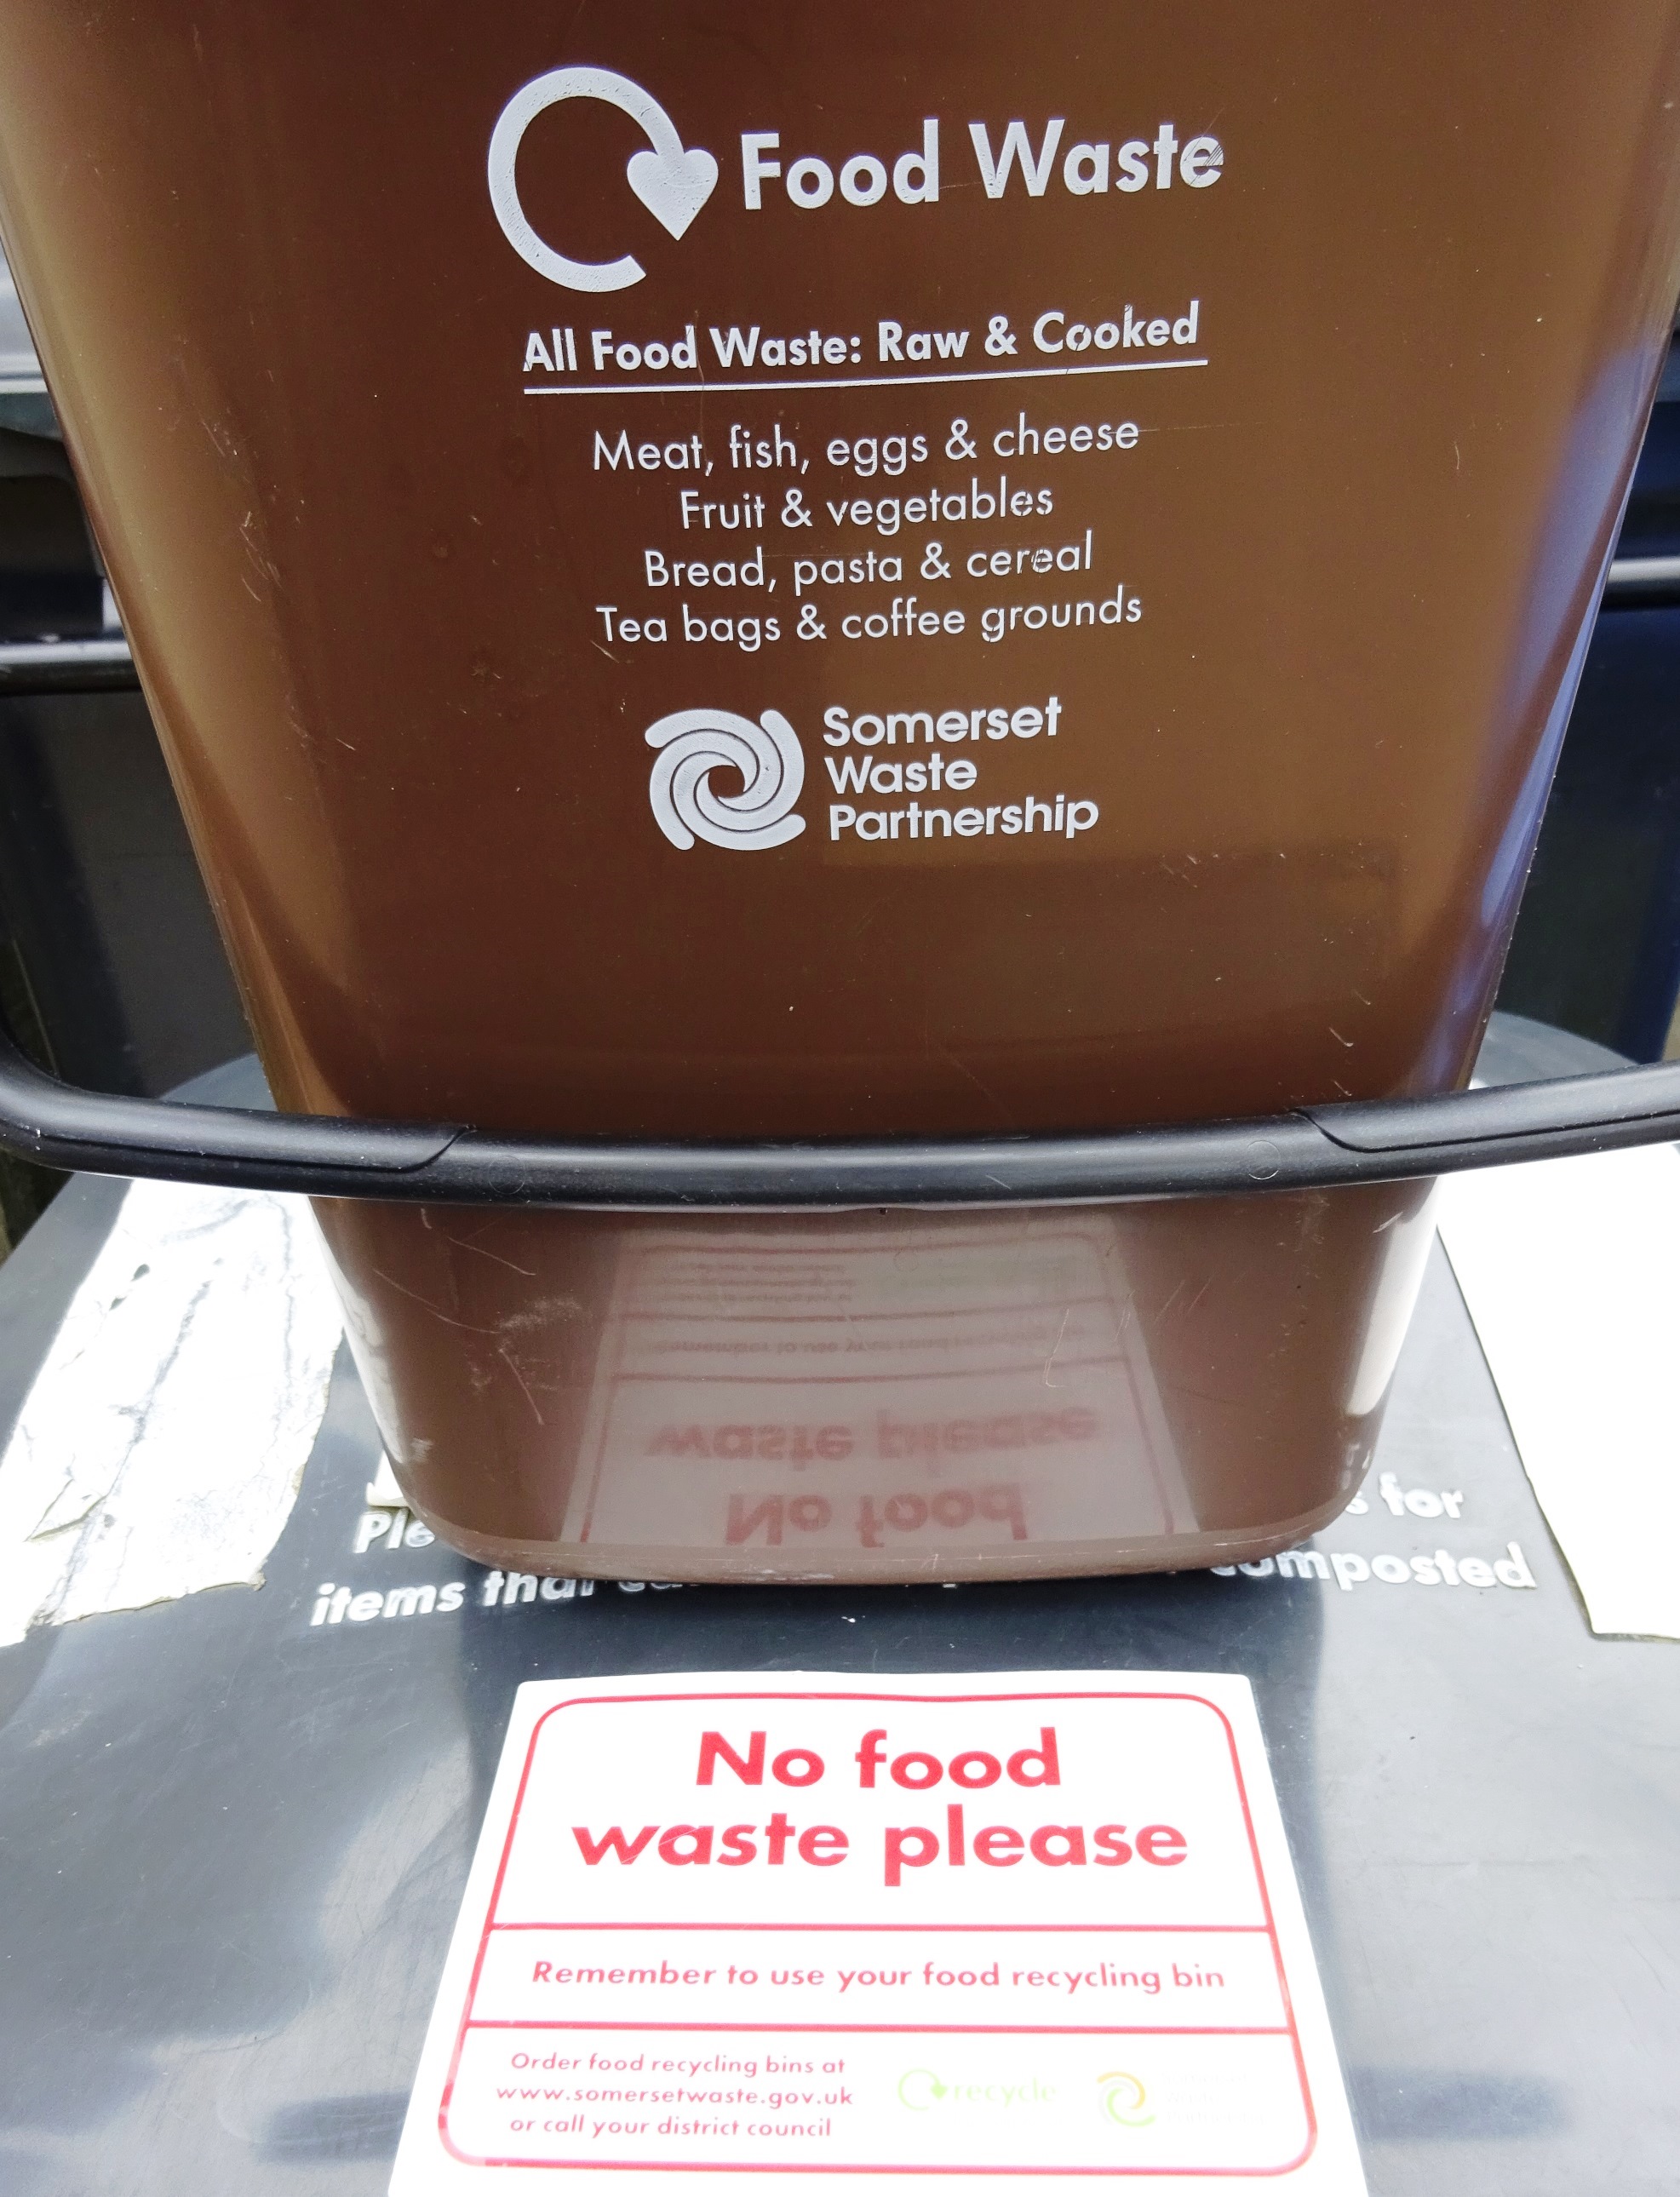 Food Waste
All Food Waste: Raw & Cooked
Meat, fish, eggs & cheese
Fruit & vegetables
Bread, pasta & cereal
Tea bags & coffee grounds
Somerset
Waste
Partnership
for
items that composted
No food
waste please
Remember to use your food recycling bin
Order food recycling bins at
www.somersetwaste.gov.uk
or call your district council
recycle